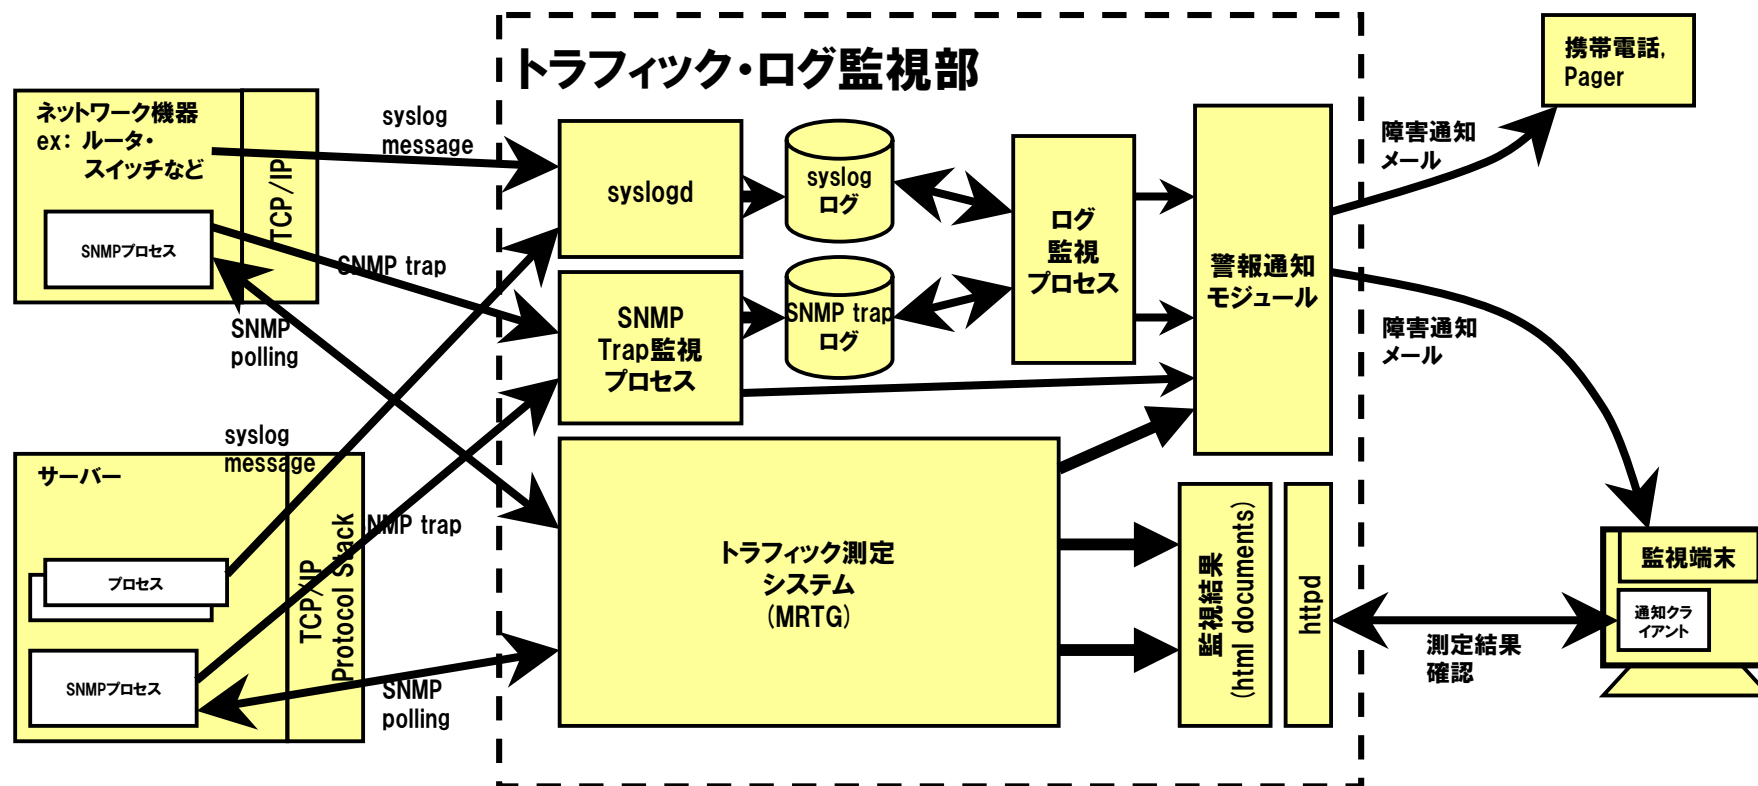 トラフィック・ログ監視部
ネットワーク機器
ex: ルータ・
スイッチなど
SNMPプロセス
TCP/IP
syslog
message
SNMP trap
SNMP
polling
サーバー
プロセス
SNMPプロセス
TCP/IP
Protocol Stack
syslog
message
SNMP trap
SNMP
polling
syslogd
syslog
ログ
SNMP
Trap監視
プロセス
SNMP trap
ログ
ログ
監視
プロセス
警報通知
モジュール
トラフィック測定
システム
(MRTG)
監視結果
(html documents)
httpd
障害通知
メール
障害通知
メール
携帯電話,
Pager
測定結果
確認
監視端末
通知クラ
イアント